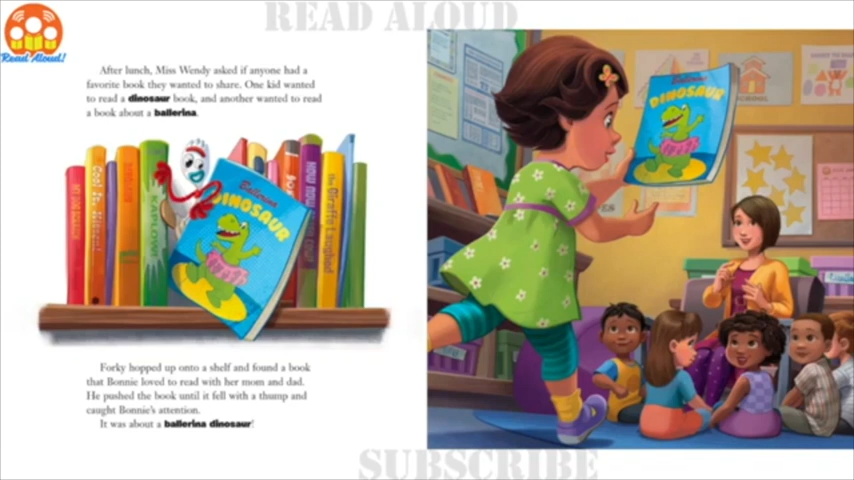 READ ALOUD
Read Aloud!
After lunch, Miss Wendy asked if anyone had a
favorite book they wanted to share. One kid wanted
to read a dinosaur book, and another wanted to read
a book about a ballerina.
KAPLOW!
the Giraffe Laughed
Ballerina
DINOSAUR
Forky hopped up onto a shelf and found a book
that Bonnie loved to read with her mom and dad.
He pushed the book until it fell with a thump and
caught Bonnie's attention.
It was about a ballerina dinosaur!
Ballerina
DINOSAUR
SCHOOL
SUBSCRIBE